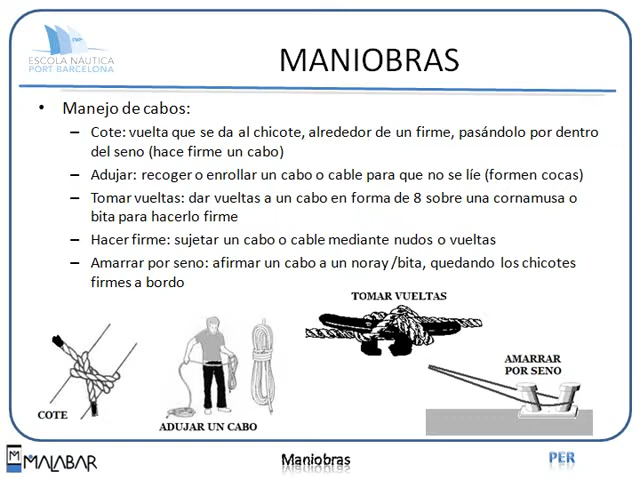 ESCOLA NÀUTICA
PORT BARCELONA
MANIOBRAS
• Manejo de cabos:
– Cote: vuelta que se da al chicote, alrededor de un firme, pasándolo por dentro
del seno (hace firme un cabo)
– Adujar: recoger o enrollar un cabo o cable para que no se líe (formen cocas)
– Tomar vueltas: dar vueltas a un cabo en forma de 8 sobre una cornamusa o
bita para hacerlo firme
– Hacer firme: sujetar un cabo o cable mediante nudos o vueltas
– Amarrar por seno: afirmar un cabo a un noray /bita, quedando los chicotes
firmes a bordo
TOMAR VUELTAS
AMARRAR
POR SENO
COTE
ADUJAR UN CABO
MALABAR
Maniobras
PER